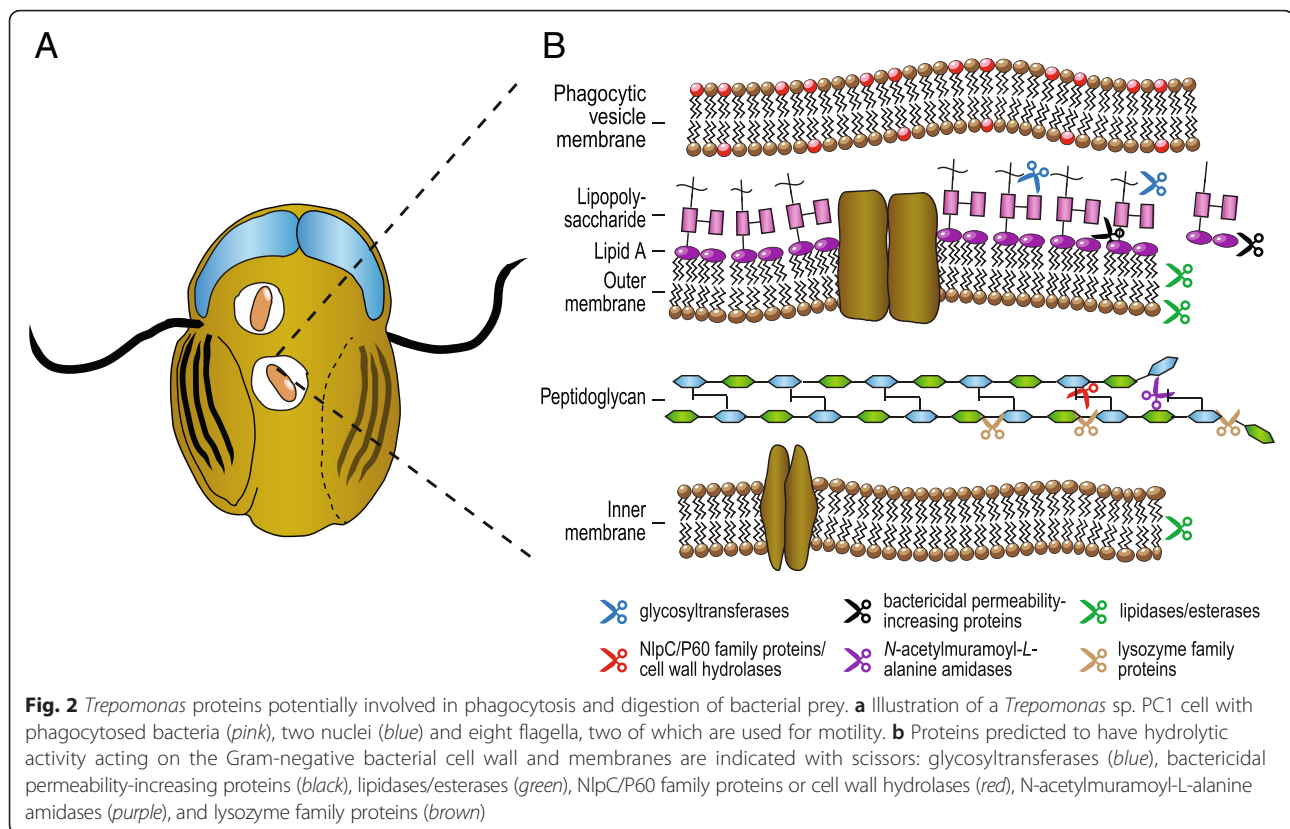 A
B
Phagocytic
vesicle
membrane
Lipopoly-
saccharide
Lipid A
Outer
membrane
Peptidoglycan
Inner
membrane
glycosyltransferases
bactericidal permeability-
increasing proteins
lipidases/esterases
NlpC/P60 family proteins/
cell wall hydrolases
N-acetylmuramoyl-L-
alanine amidases
lysozyme family
proteins
Fig. 2 Trepomonas proteins potentially involved in phagocytosis and digestion of bacterial prey. a Illustration of a Trepomonas sp. PC1 cell with
phagocytosed bacteria (pink), two nuclei (blue) and eight flagella, two of which are used for motility. b Proteins predicted to have hydrolytic
activity acting on the Gram-negative bacterial cell wall and membranes are indicated with scissors: glycosyltransferases (blue), bactericidal
permeability-increasing proteins (black), lipidases/esterases (green), NlpC/P60 family proteins or cell wall hydrolases (red), N-acetylmuramoyl-L-alanine
amidases (purple), and lysozyme family proteins (brown)